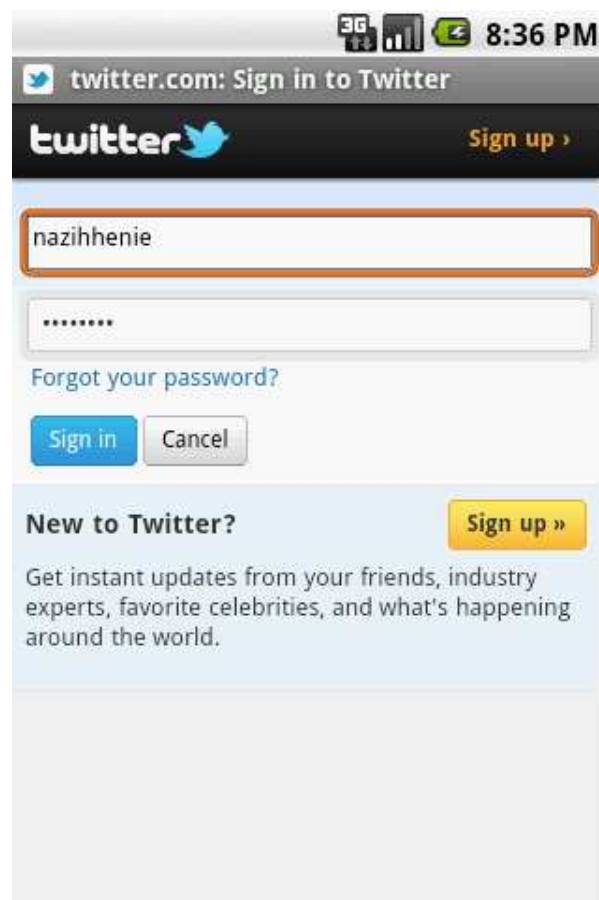 3G 8:36 PM
twitter.com: Sign in to Twitter
twitter Sign up ›
nazihhenie
••••••••
Forgot your password?
Sign in Cancel
New to Twitter? Sign up »
Get instant updates from your friends, industry
experts, favorite celebrities, and what's happening
around the world.